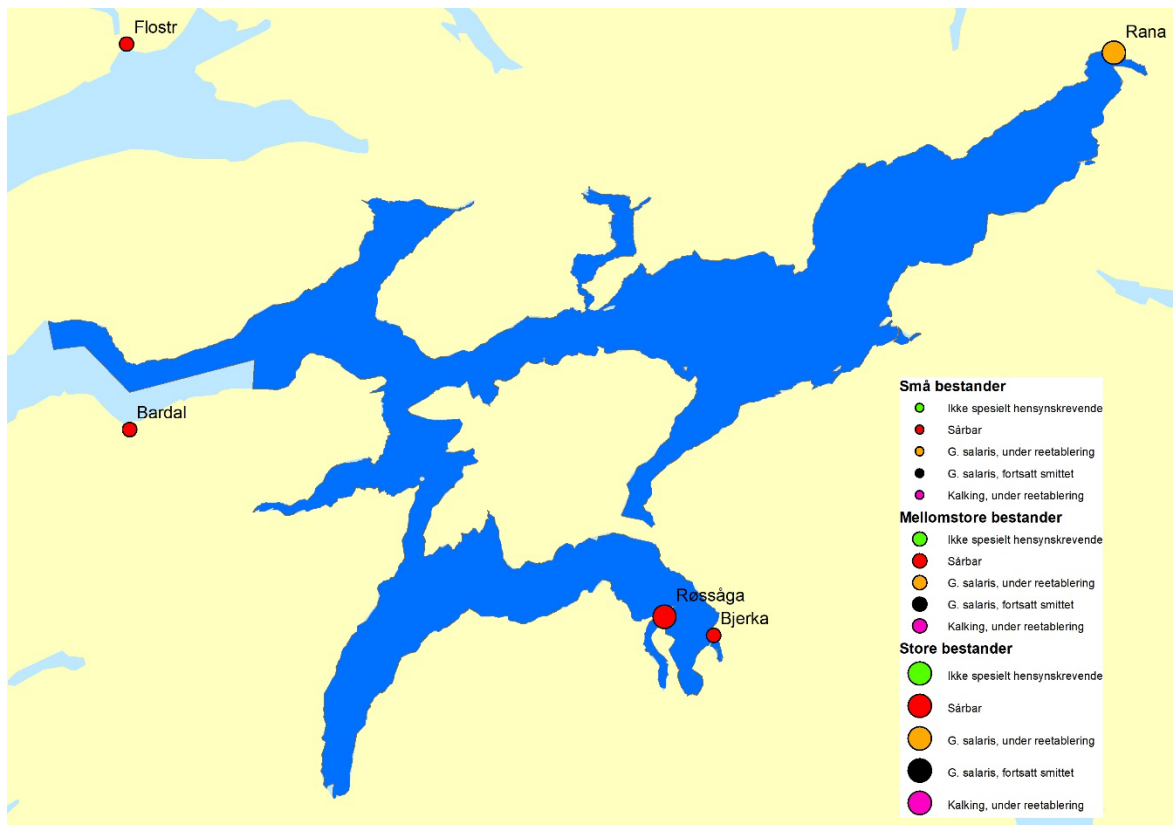 Flostr
Rana
Bardal
Røssåga
Bjerka
Små bestander
Ikke spesielt hensynskrevende
Sårbar
G. salaris, under reetablering
G. salaris, fortsatt smittet
Kalking, under reetablering
Mellomstore bestander
Ikke spesielt hensynskrevende
Sårbar
G. salaris, under reetablering
G. salaris, fortsatt smittet
Kalking, under reetablering
Store bestander
Ikke spesielt hensynskrevende
Sårbar
G. salaris, under reetablering
G. salaris, fortsatt smittet
Kalking, under reetablering